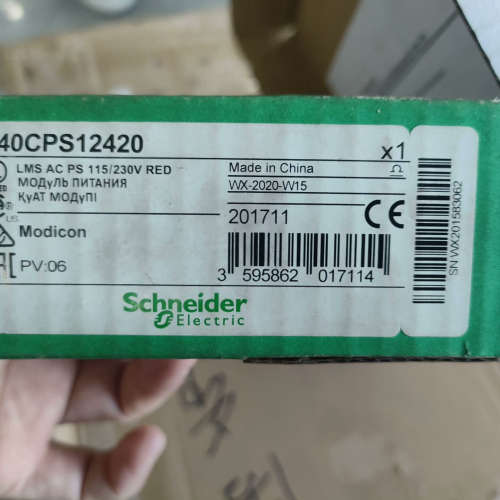 40CPS12420
x1
LMS AC PS 115/230V RED
МОДУЛЬ ПИТАНИЯ
ҚУАТ МОДУЛІ
Made in China
WX-2020-W15
201711
CE
Modicon
PV:06
3 595862 017114
SN WX201583062
Schneider
Electric